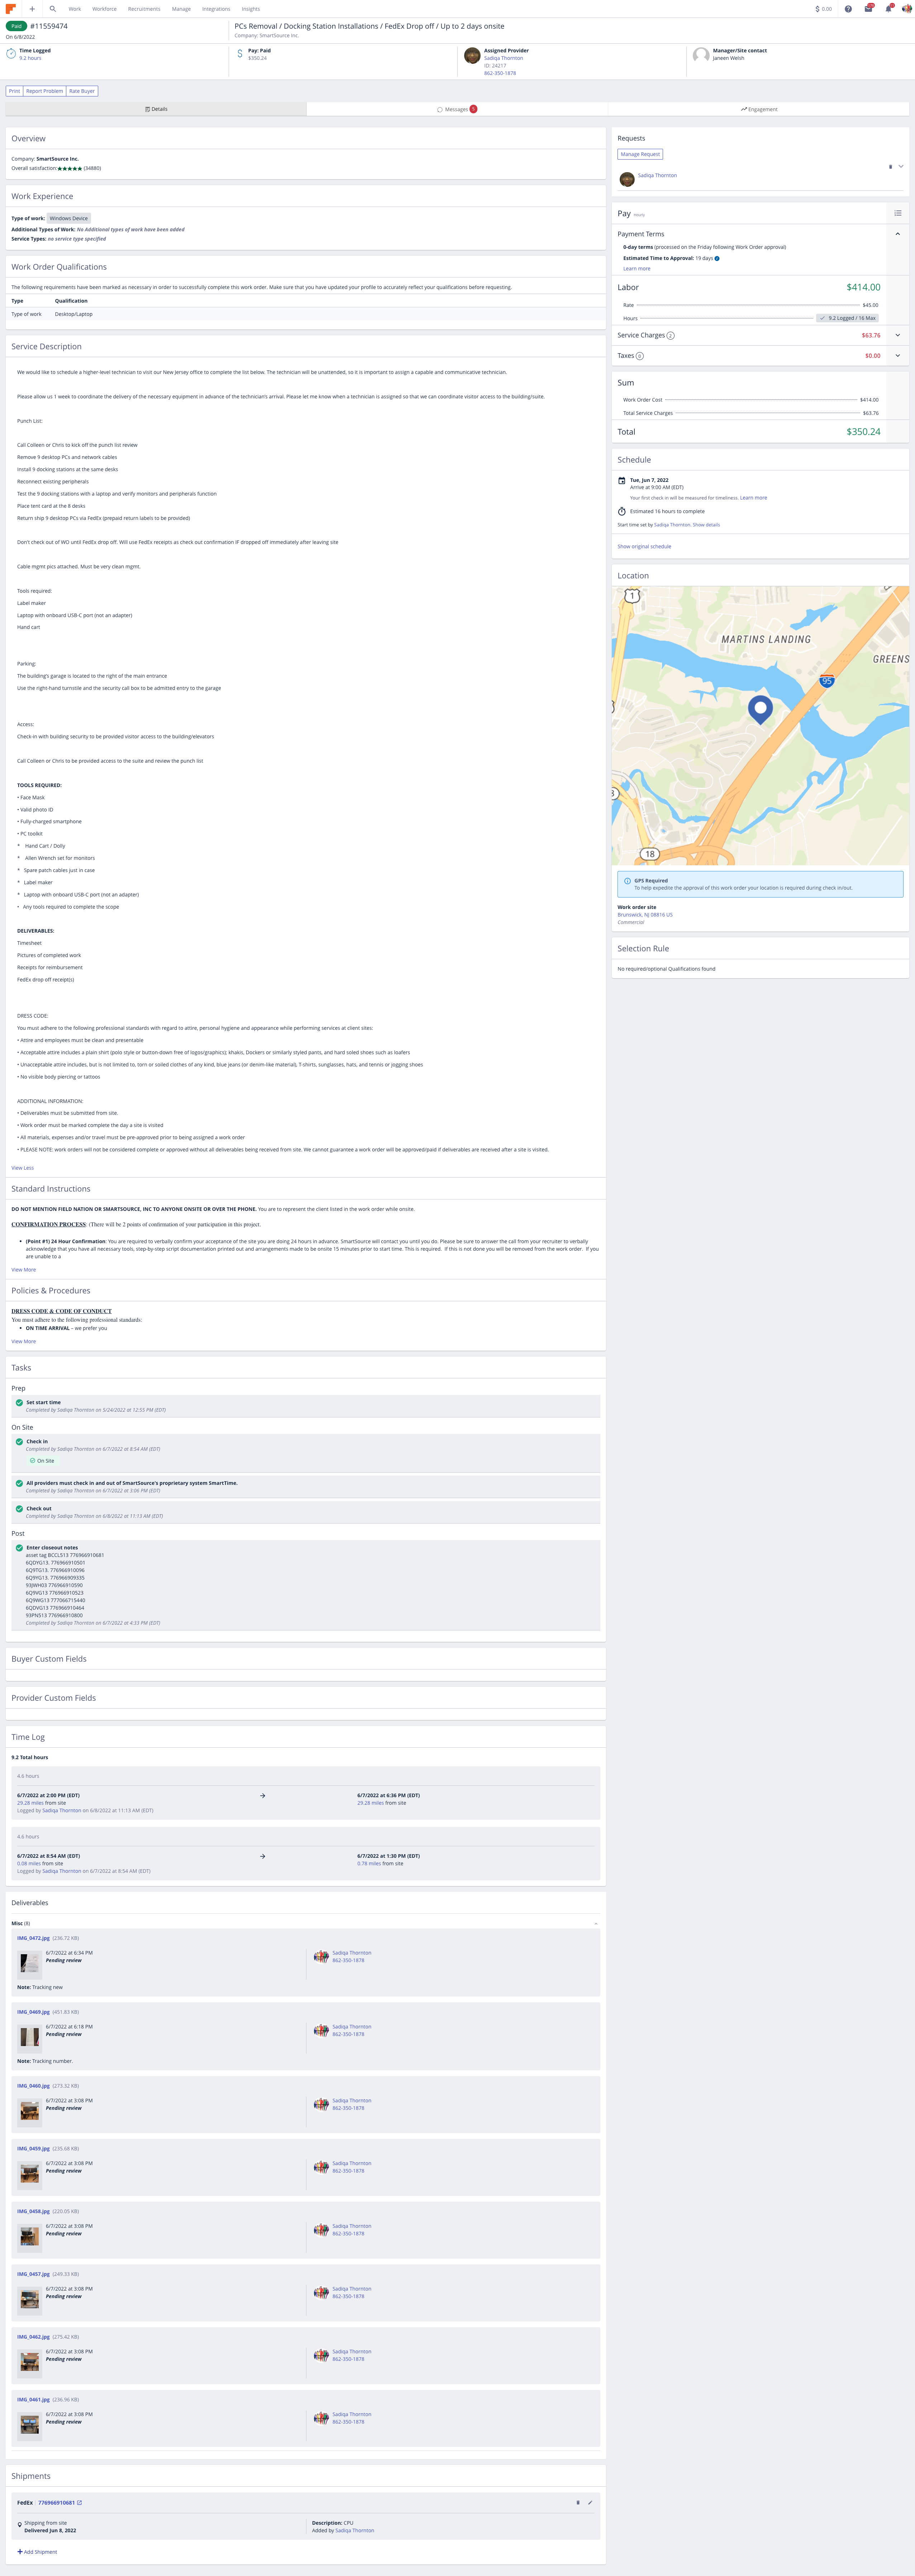 Work Workforce Recruitments Manage Integrations Insights
$ 0.00
Paid #11559474
On 6/8/2022
PCs Removal / Docking Station Installations / FedEx Drop off / Up to 2 days onsite
Company: SmartSource Inc.
Time Logged
9.2 hours
Pay: Paid
$350.24
Assigned Provider
Sadiqa Thornton
ID: 24217
862-350-1878
Manager/Site contact
Janeen Welsh
Print Report Problem Rate Buyer
Details
Messages
Engagement
Overview
Company: SmartSource Inc.
Overall satisfaction:★★★★★ (34880)
Work Experience
Type of work: Windows Device
Additional Types of Work: No Additional types of work have been added
Service Types: no service type specified
Work Order Qualifications
The following requirements have been marked as necessary in order to successfully complete this work order. Make sure that you have updated your profile to accurately reflect your qualifications before requesting.
Type Qualification
Type of work Desktop/Laptop
Service Description
We would like to schedule a higher-level technician to visit our New Jersey office to complete the list below. The technician will be unattended, so it is important to assign a capable and communicative technician.
Please allow us 1 week to coordinate the delivery of the necessary equipment in advance of the technician's arrival. Please let me know when a technician is assigned so that we can coordinate visitor access to the building/suite.
Punch List:
Call Colleen or Chris to kick off the punch list review
Remove 9 desktop PCs and network cables
Install 9 docking stations at the same desks
Reconnect existing peripherals
Test the 9 docking stations with a laptop and verify monitors and peripherals function
Place tent card at the 8 desks
Return ship 9 desktop PCs via FedEx (prepaid return labels to be provided)
Don't check out of WO until FedEx drop off. Will use FedEx receipts as check out confirmation IF dropped off immediately after leaving site
Cable mgmt pics attached. Must be very clean mgmt.
Tools required:
Label maker
Laptop with onboard USB-C port (not an adapter)
Hand cart
Parking:
The building's garage is located to the right of the main entrance
Use the right-hand turnstile and the security call box to be admitted entry to the garage
Access:
Check-in with building security to be provided visitor access to the building/elevators
Call Colleen or Chris to be provided access to the suite and review the punch list
TOOLS REQUIRED:
• Face Mask
• Valid photo ID
• Fully-charged smartphone
• PC toolkit
* Hand Cart / Dolly
* Allen Wrench set for monitors
* Spare patch cables just in case
* Label maker
* Laptop with onboard USB-C port (not an adapter)
• Any tools required to complete the scope
DELIVERABLES:
Timesheet
Pictures of completed work
Receipts for reimbursement
FedEx drop off receipt(s)
DRESS CODE:
You must adhere to the following professional standards with regard to attire, personal hygiene and appearance while performing services at client sites:
• Attire and employees must be clean and presentable
• Acceptable attire includes a plain shirt (polo style or button-down free of logos/graphics); khakis, Dockers or similarly styled pants, and hard soled shoes such as loafers
• Unacceptable attire includes, but is not limited to, torn or soiled clothes of any kind, blue jeans (or denim-like material), T-shirts, sunglasses, hats, and tennis or jogging shoes
• No visible body piercing or tattoos
ADDITIONAL INFORMATION:
• Deliverables must be submitted from site.
• Work order must be marked complete the day a site is visited
• All materials, expenses and/or travel must be pre-approved prior to being assigned a work order
• PLEASE NOTE: work orders will not be considered complete or approved without all deliverables being received from site. We cannot guarantee a work order will be approved/paid if deliverables are received after a site is visited.
View Less
Standard Instructions
DO NOT MENTION FIELD NATION OR SMARTSOURCE, INC TO ANYONE ONSITE OR OVER THE PHONE. You are to represent the client listed in the work order while onsite.
CONFIRMATION PROCESS: (There will be 2 points of confirmation of your participation in this project.
• (Point #1) 24 Hour Confirmation: You are required to verbally confirm your acceptance of the site you are doing 24 hours in advance. SmartSource will contact you until you do. Please be sure to answer the call from your recruiter to verbally
acknowledge that you have all necessary tools, step-by-step script documentation printed out and arrangements made to be onsite 15 minutes prior to start time. This is required. If this is not done you will be removed from the work order. If you
are unable to a
View More
Policies & Procedures
DRESS CODE & CODE OF CONDUCT
You must adhere to the following professional standards:
• ON TIME ARRIVAL – we prefer you
View More
Tasks
Prep
Set start time
Completed by Sadiqa Thornton on 5/24/2022 at 12:55 PM (EDT)
On Site
Check in
Completed by Sadiqa Thornton on 6/7/2022 at 8:54 AM (EDT)
On Site
All providers must check in and out of SmartSource's proprietary system SmartTime.
Completed by Sadiqa Thornton on 6/7/2022 at 3:06 PM (EDT)
Check out
Completed by Sadiqa Thornton on 6/8/2022 at 11:13 AM (EDT)
Post
Enter closeout notes
asset tag BCCL513 776966910681
6QDYG13. 776966910501
6Q9TG13. 776966910096
6Q9YG13. 776966909335
93JWH03 776966910590
6Q9VG13 776966910523
6Q9WG13 777066715440
6QDVG13 776966910464
93PN513 776966910800
Completed by Sadiqa Thornton on 6/7/2022 at 4:33 PM (EDT)
Buyer Custom Fields
Provider Custom Fields
Time Log
9.2 Total hours
4.6 hours
6/7/2022 at 2:00 PM (EDT) → 6/7/2022 at 6:36 PM (EDT)
29.28 miles from site 29.28 miles from site
Logged by Sadiqa Thornton on 6/8/2022 at 11:13 AM (EDT)
4.6 hours
6/7/2022 at 8:54 AM (EDT) → 6/7/2022 at 1:30 PM (EDT)
0.08 miles from site 0.78 miles from site
Logged by Sadiqa Thornton on 6/7/2022 at 8:54 AM (EDT)
Deliverables
Misc (8)
IMG_0472.jpg (236.72 KB)
6/7/2022 at 6:34 PM Sadiqa Thornton
Pending review 862-350-1878
Note: Tracking new
IMG_0469.jpg (451.83 KB)
6/7/2022 at 6:18 PM Sadiqa Thornton
Pending review 862-350-1878
Note: Tracking number.
IMG_0460.jpg (273.32 KB)
6/7/2022 at 3:08 PM Sadiqa Thornton
Pending review 862-350-1878
IMG_0459.jpg (235.68 KB)
6/7/2022 at 3:08 PM Sadiqa Thornton
Pending review 862-350-1878
IMG_0458.jpg (220.05 KB)
6/7/2022 at 3:08 PM Sadiqa Thornton
Pending review 862-350-1878
IMG_0457.jpg (249.33 KB)
6/7/2022 at 3:08 PM Sadiqa Thornton
Pending review 862-350-1878
IMG_0462.jpg (275.42 KB)
6/7/2022 at 3:08 PM Sadiqa Thornton
Pending review 862-350-1878
IMG_0461.jpg (236.96 KB)
6/7/2022 at 3:08 PM Sadiqa Thornton
Pending review 862-350-1878
Shipments
FedEx 776966910681
Shipping from site Description: CPU
Delivered Jun 8, 2022 Added by Sadiqa Thornton
+ Add Shipment
Requests
Manage Request
Sadiqa Thornton
Pay Hourly
Payment Terms
0-day terms (processed on the Friday following Work Order approval)
Estimated Time to Approval: 19 days
Learn more
Labor $414.00
Rate $45.00
Hours 9.2 Logged / 16 Max
Service Charges 2 $63.76
Taxes 0 $0.00
Sum
Work Order Cost $414.00
Total Service Charges $63.76
Total $350.24
Schedule
Tue, Jun 7, 2022
Arrive at 9:00 AM (EDT)
Your first check in will be measured for timeliness. Learn more
Estimated 16 hours to complete
Start time set by Sadiqa Thornton. Show details
Show original schedule
Location
1
MARTINS LANDING
GREENS
95
18
GPS Required
To help expedite the approval of this work order your location is required during check in/out.
Work order site
Brunswick, NJ 08816 US
Commercial
Selection Rule
No required/optional Qualifications found